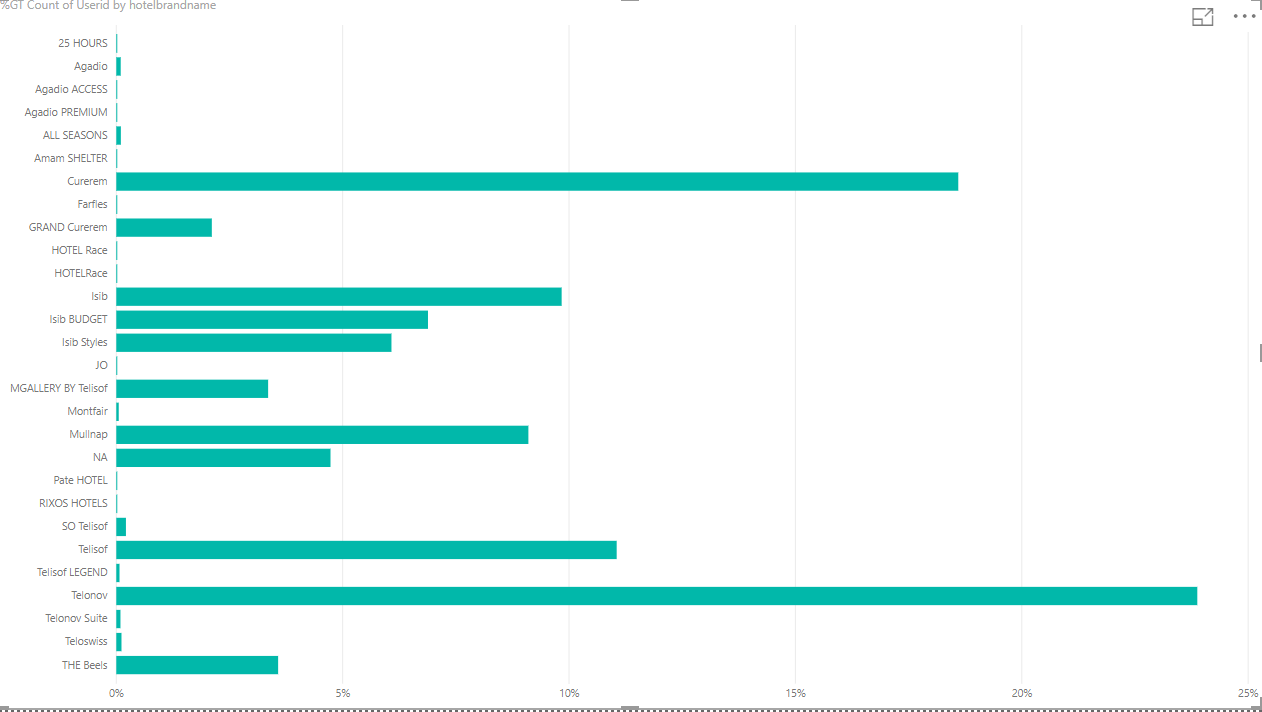 %GT Count of Userid by hotelbrandname
25 HOURS
Agadio
Agadio ACCESS
Agadio PREMIUM
ALL SEASONS
Amam SHELTER
Curerem
Farfles
GRAND Curerem
HOTEL Race
HOTELRace
Isib
Isib BUDGET
Isib Styles
JO
MGALLERY BY Telisof
Montfair
Mullnap
NA
Pate HOTEL
RIXOS HOTELS
SO Telisof
Telisof
Telisof LEGEND
Telonov
Telonov Suite
Teloswiss
THE Beels
0% 5% 10% 15% 20% 25%